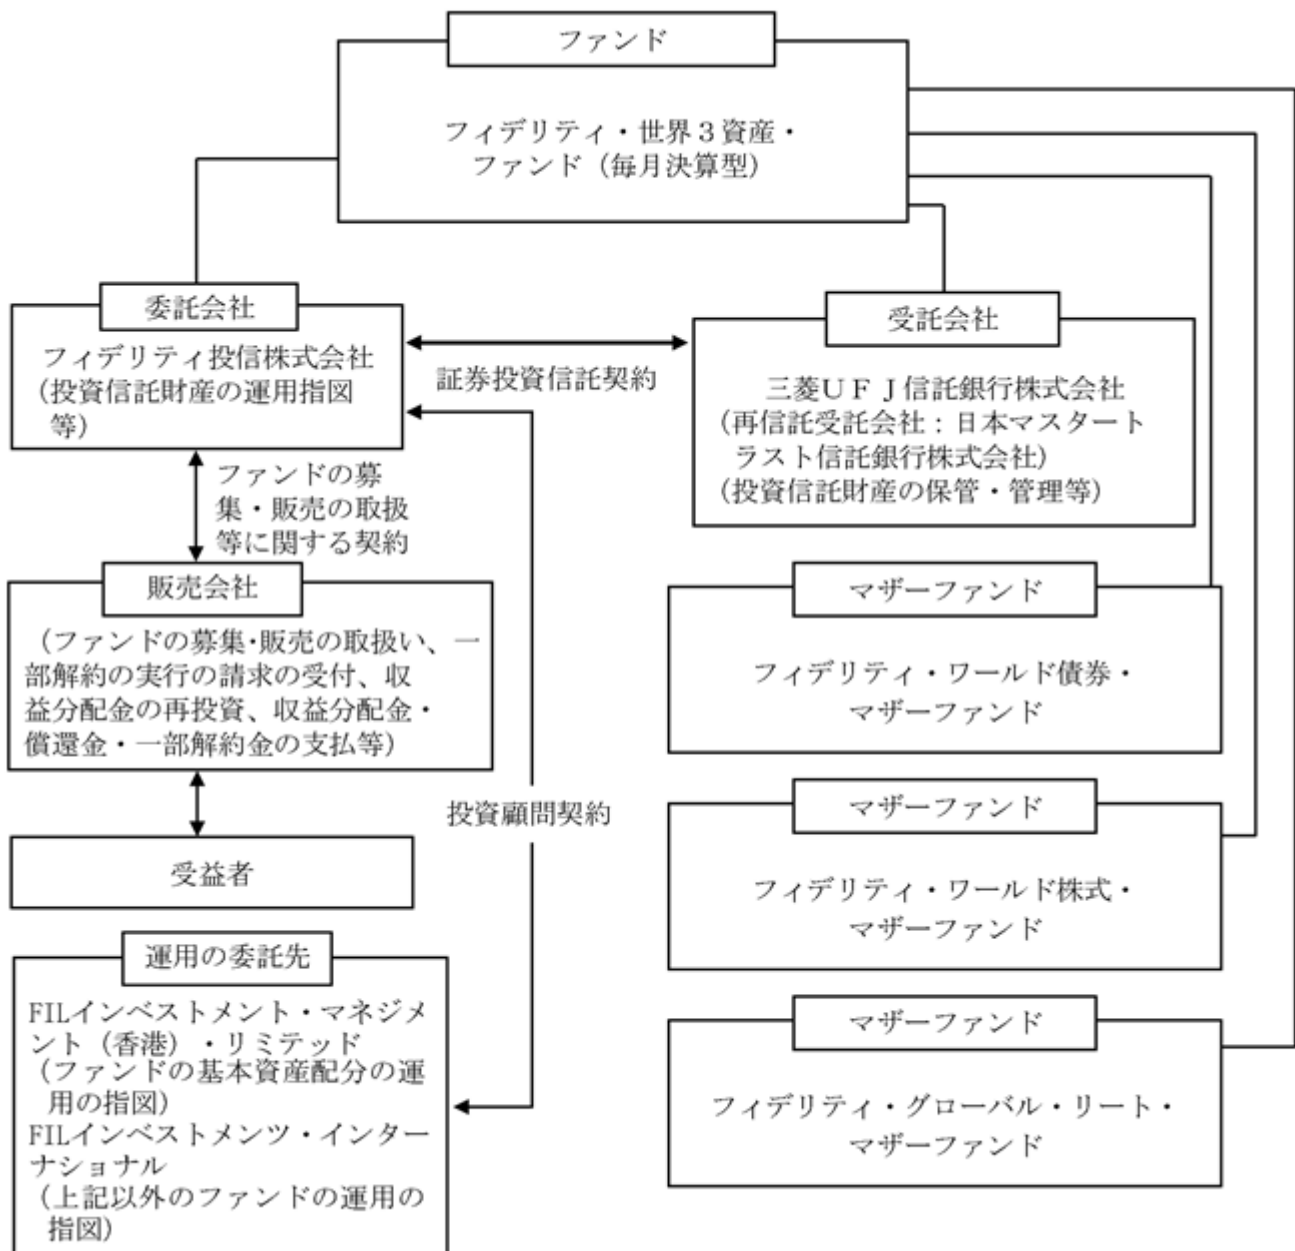 ファンド
フィデリティ・世界３資産・
ファンド（毎月決算型）
委託会社
フィデリティ投信株式会社
（投資信託財産の運用指図
等）
証券投資信託契約
受託会社
三菱ＵＦＪ信託銀行株式会社
（再信託受託会社：日本マスタート
ラスト信託銀行株式会社）
（投資信託財産の保管・管理等）
ファンドの募
集・販売の取扱
等に関する契約
販売会社
（ファンドの募集・販売の取扱い、一
部解約の実行の請求の受付、収
益分配金の再投資、収益分配金・
償還金・一部解約金の支払等）
投資顧問契約
受益者
運用の委託先
FILインベストメント・マネジメ
ント（香港）・リミテッド
（ファンドの基本資産配分の運
用の指図）
FILインベストメンツ・インター
ナショナル
（上記以外のファンドの運用の
指図）
マザーファンド
フィデリティ・ワールド債券・
マザーファンド
マザーファンド
フィデリティ・ワールド株式・
マザーファンド
マザーファンド
フィデリティ・グローバル・リート・
マザーファンド